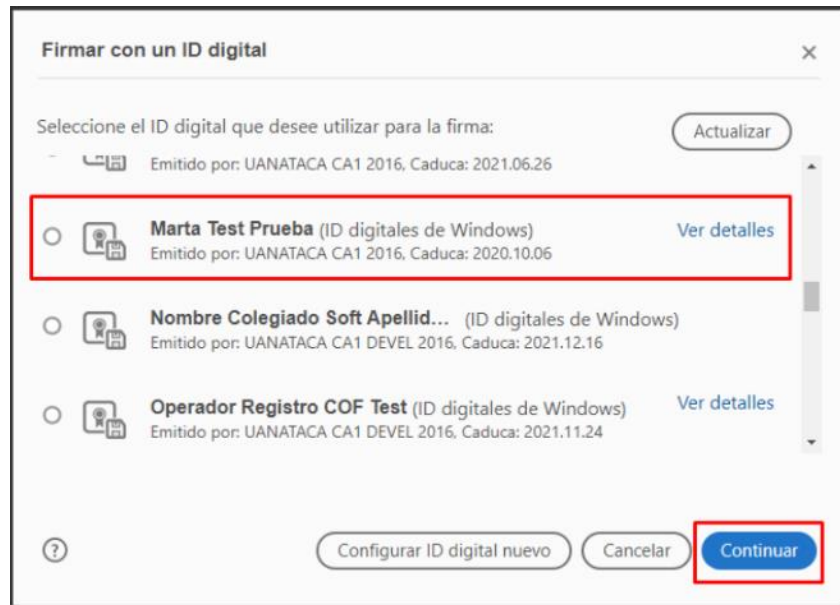 Firmar con un ID digital
Seleccione el ID digital que desee utilizar para la firma:
Actualizar
Emitido por: UANATACA CA1 2016, Caduca: 2021.06.26
Marta Test Prueba (ID digitales de Windows)
Ver detalles
Emitido por: UANATACA CA1 2016, Caduca: 2020.10.06
Nombre Colegiado Soft Apellid... (ID digitales de Windows)
Emitido por: UANATACA CA1 DEVEL 2016, Caduca: 2021.12.16
Operador Registro COF Test (ID digitales de Windows)
Ver detalles
Emitido por: UANATACA CA1 DEVEL 2016, Caduca: 2021.11.24
Configurar ID digital nuevo
Cancelar
Continuar